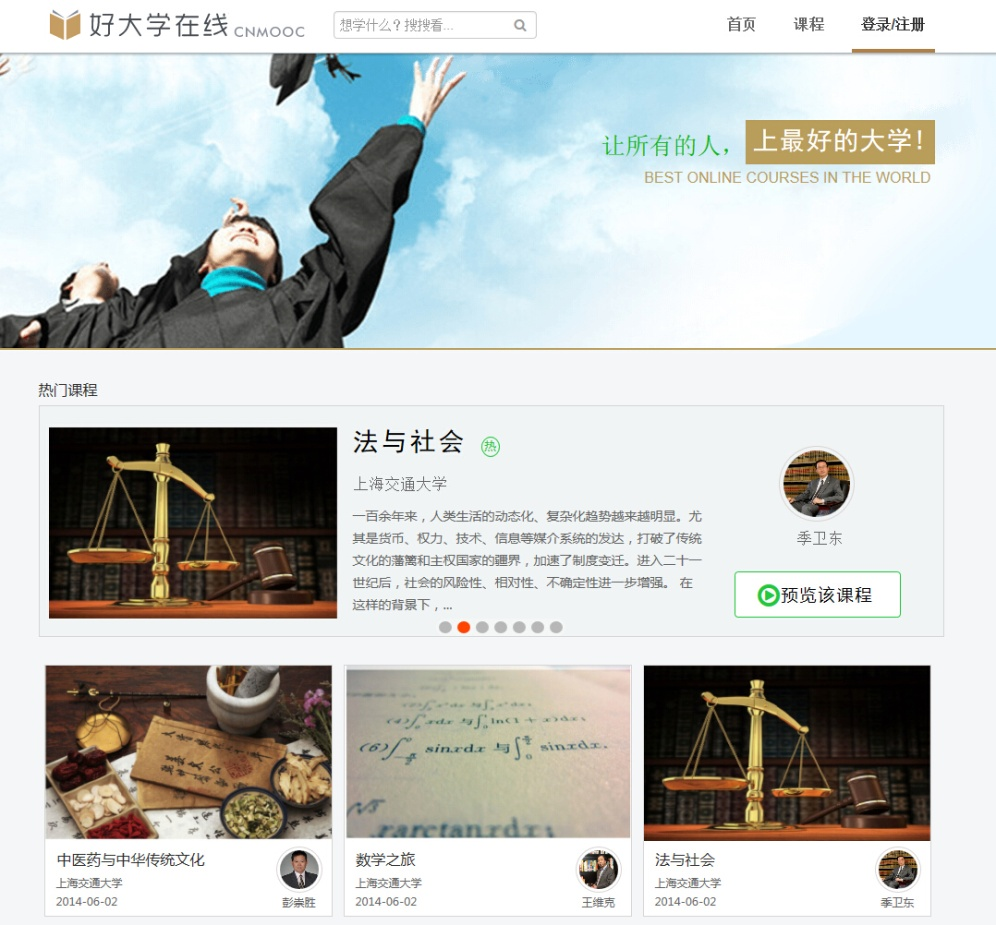 好大学在线 CNMOOC
想学什么？搜搜看...
首页 课程 登录/注册
让所有的人，上最好的大学！
BEST ONLINE COURSES IN THE WORLD
热门课程
法与社会 热
上海交通大学
一百余年来，人类生活的动态化、复杂化趋势越来越明显。尤
其是货币、权力、技术、信息等媒介系统的发达，打破了传统
文化的藩篱和主权国家的疆界，加速了制度变迁。进入二十一
世纪后，社会的风险性、相对性、不确定性进一步增强。 在
这样的背景下，...
季卫东
预览该课程
(6)∫ sinxdx 与∫ sinxdx.
xarctanxdx;
中医药与中华传统文化
上海交通大学
2014-06-02
彭崇胜
数学之旅
上海交通大学
2014-06-02
王维克
法与社会
上海交通大学
2014-06-02
季卫东